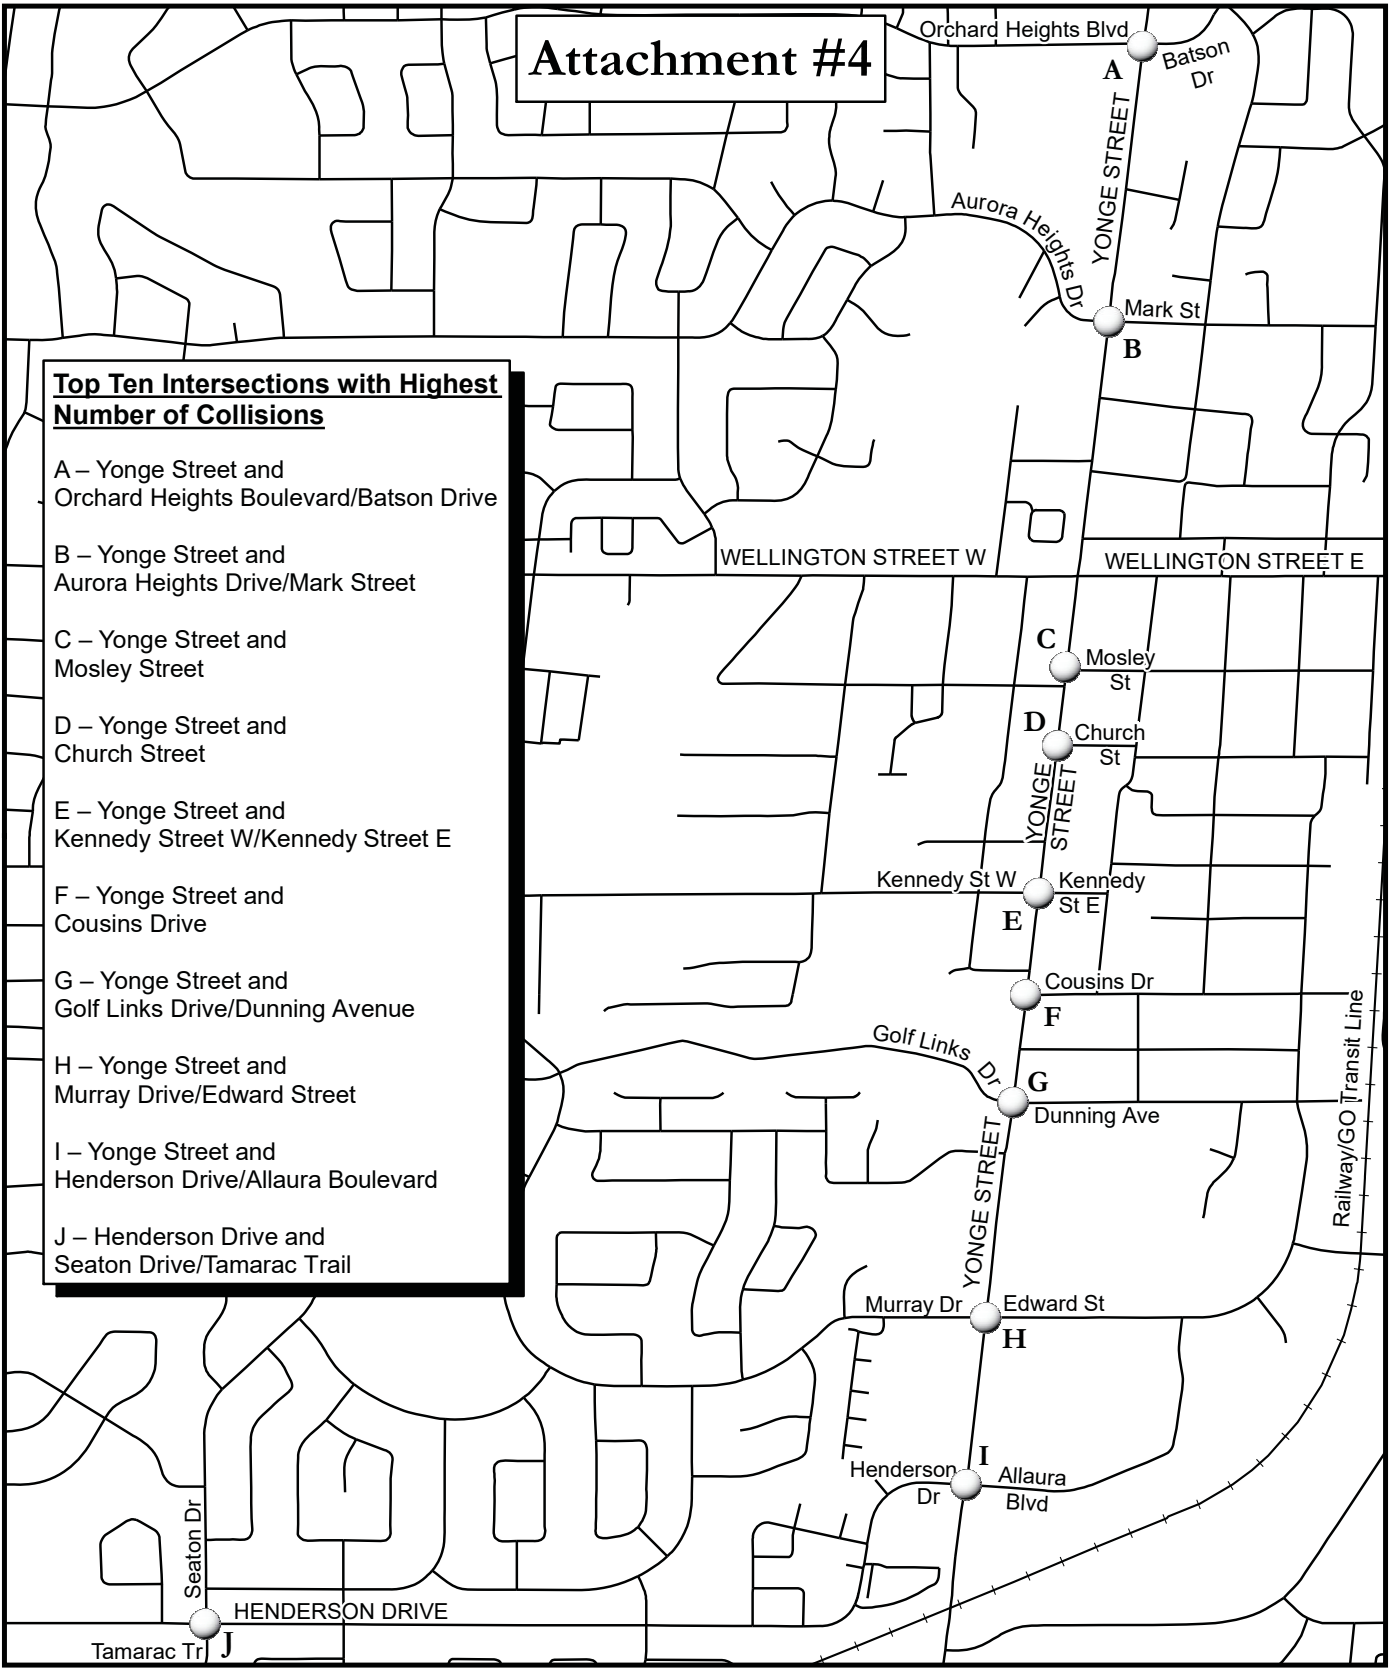 Attachment #4
Orchard Heights Blvd
A
Batson
Dr
YONGE STREET
Aurora Heights Dr
Mark St
B
Top Ten Intersections with Highest
Number of Collisions
A – Yonge Street and
Orchard Heights Boulevard/Batson Drive
B – Yonge Street and
Aurora Heights Drive/Mark Street
C – Yonge Street and
Mosley Street
D – Yonge Street and
Church Street
E – Yonge Street and
Kennedy Street W/Kennedy Street E
F – Yonge Street and
Cousins Drive
G – Yonge Street and
Golf Links Drive/Dunning Avenue
H – Yonge Street and
Murray Drive/Edward Street
I – Yonge Street and
Henderson Drive/Allaura Boulevard
J – Henderson Drive and
Seaton Drive/Tamarac Trail
WELLINGTON STREET W
WELLINGTON STREET E
C
Mosley
St
D
Church
St
YONGE
STREET
Kennedy St W
Kennedy
St E
E
Cousins Dr
F
Golf Links Dr
G
Dunning Ave
Railway/GO Transit Line
YONGE STREET
Murray Dr
Edward St
H
I
Henderson
Dr
Allaura
Blvd
Seaton Dr
HENDERSON DRIVE
Tamarac Tr
J